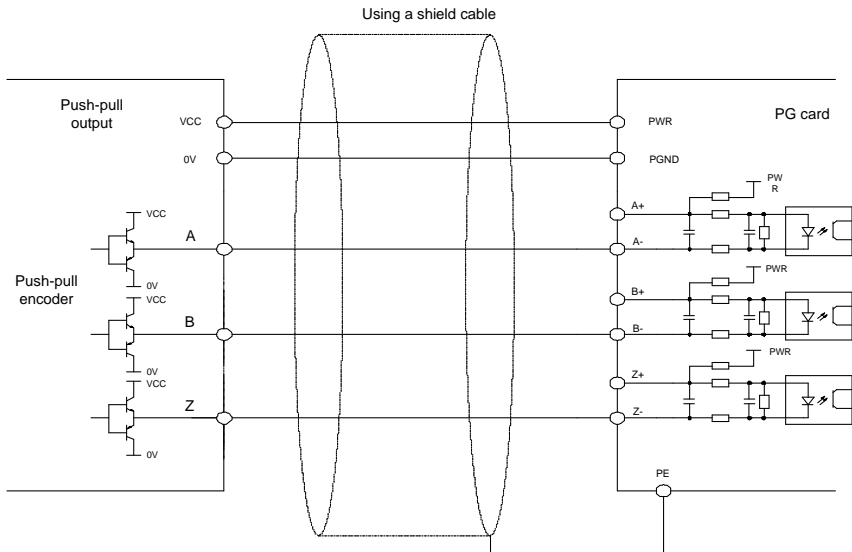 Using a shield cable
Push-pull
output
VCC
PWR
PG card
0V
PGND
PW
R
A+
VCC
A
A-
0V
Push-pull
encoder
PWR
VCC
B+
B
B-
0V
PWR
VCC
Z+
Z
Z-
0V
PE